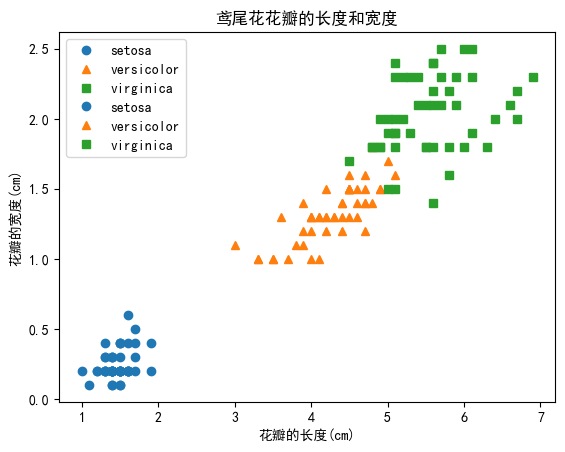 鸢尾花花瓣的长度和宽度
setosa
versicolor
virginica
setosa
versicolor
virginica
2.5
2.0
1.5
1.0
0.5
0.0
花瓣的宽度(cm)
1 2 3 4 5 6 7
花瓣的长度(cm)